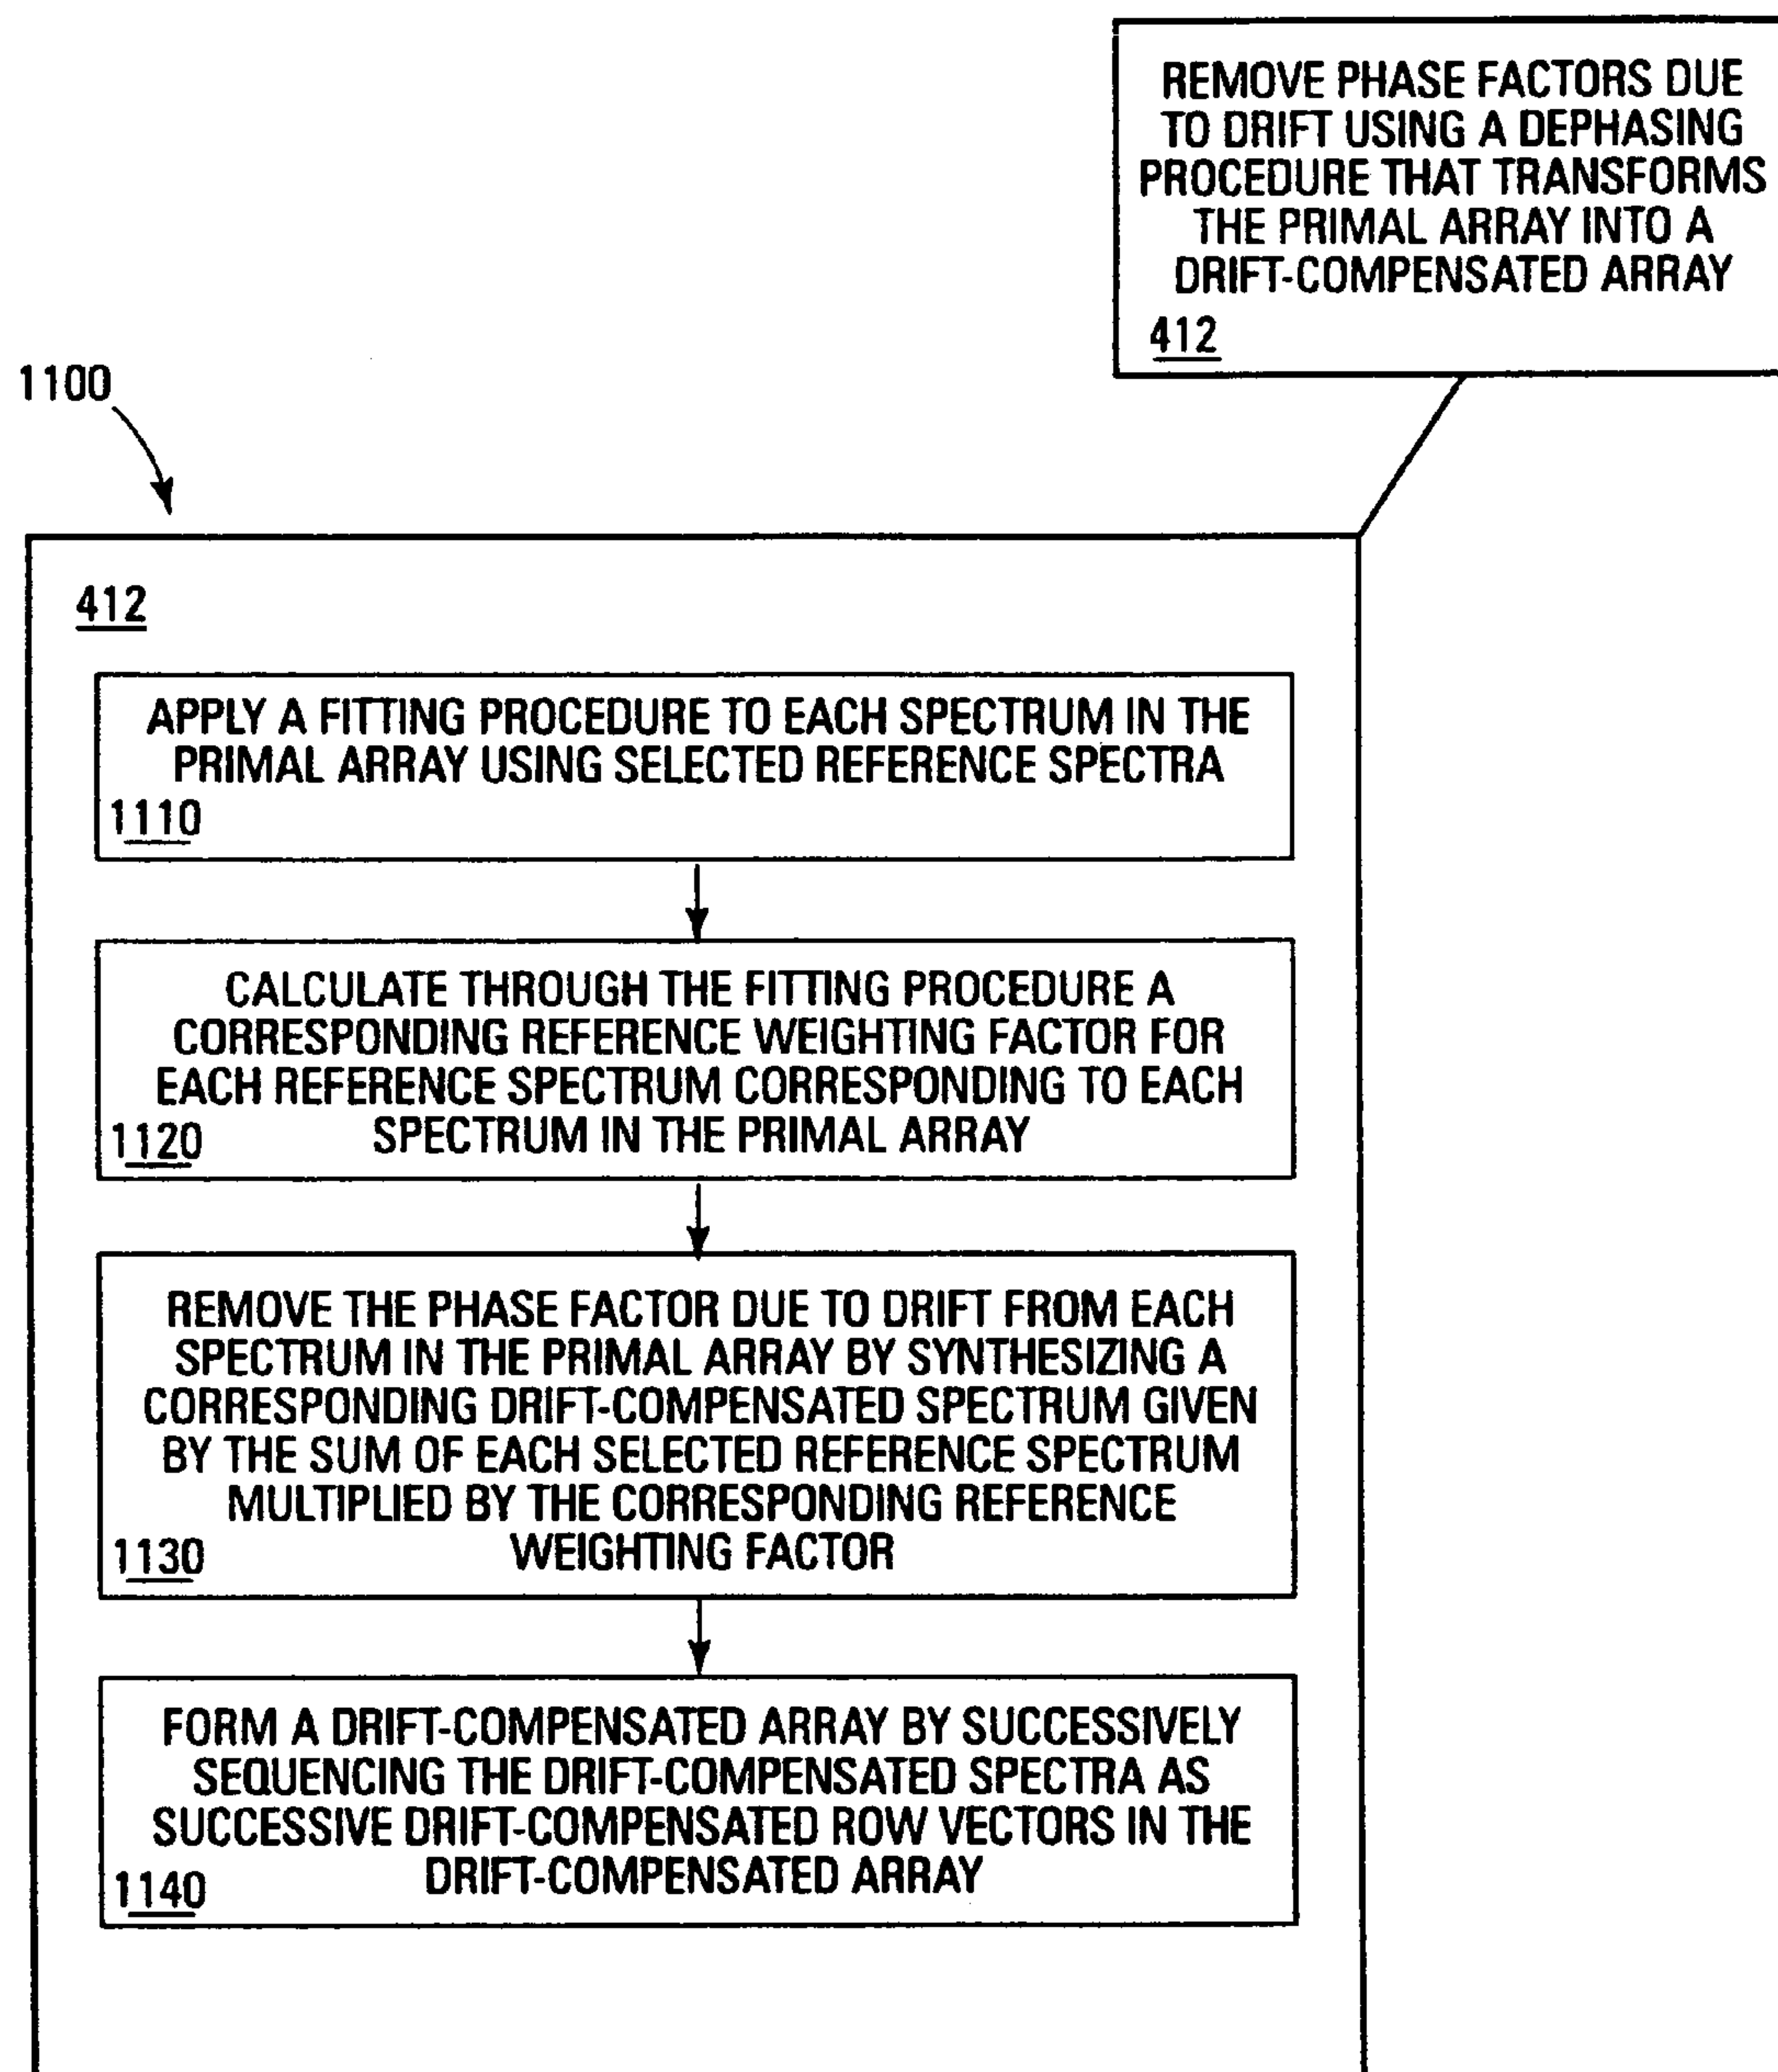 REMOVE PHASE FACTORS DUE
TO DRIFT USING A DEPHASING
PROCEDURE THAT TRANSFORMS
THE PRIMAL ARRAY INTO A
DRIFT-COMPENSATED ARRAY
412
1100
412
APPLY A FITTING PROCEDURE TO EACH SPECTRUM IN THE
PRIMAL ARRAY USING SELECTED REFERENCE SPECTRA
1110
CALCULATE THROUGH THE FITTING PROCEDURE A
CORRESPONDING REFERENCE WEIGHTING FACTOR FOR
EACH REFERENCE SPECTRUM CORRESPONDING TO EACH
SPECTRUM IN THE PRIMAL ARRAY
1120
REMOVE THE PHASE FACTOR DUE TO DRIFT FROM EACH
SPECTRUM IN THE PRIMAL ARRAY BY SYNTHESIZING A
CORRESPONDING DRIFT-COMPENSATED SPECTRUM GIVEN
BY THE SUM OF EACH SELECTED REFERENCE SPECTRUM
MULTIPLIED BY THE CORRESPONDING REFERENCE
WEIGHTING FACTOR
1130
FORM A DRIFT-COMPENSATED ARRAY BY SUCCESSIVELY
SEQUENCING THE DRIFT-COMPENSATED SPECTRA AS
SUCCESSIVE DRIFT-COMPENSATED ROW VECTORS IN THE
DRIFT-COMPENSATED ARRAY
1140